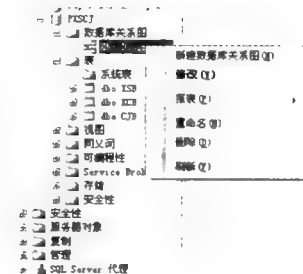 PXSCJ
数据库关系图
新建数据库关系图(N)
表
修改(Y)
系统表
dbo XSB
报表(P)
dbo KCB
dbo CJB
重命名(M)
视图
删除(D)
同义词
可编程性
刷新(F)
Service Brok
存储
安全性
安全性
服务器对象
复制
管理
SQL Server 代理